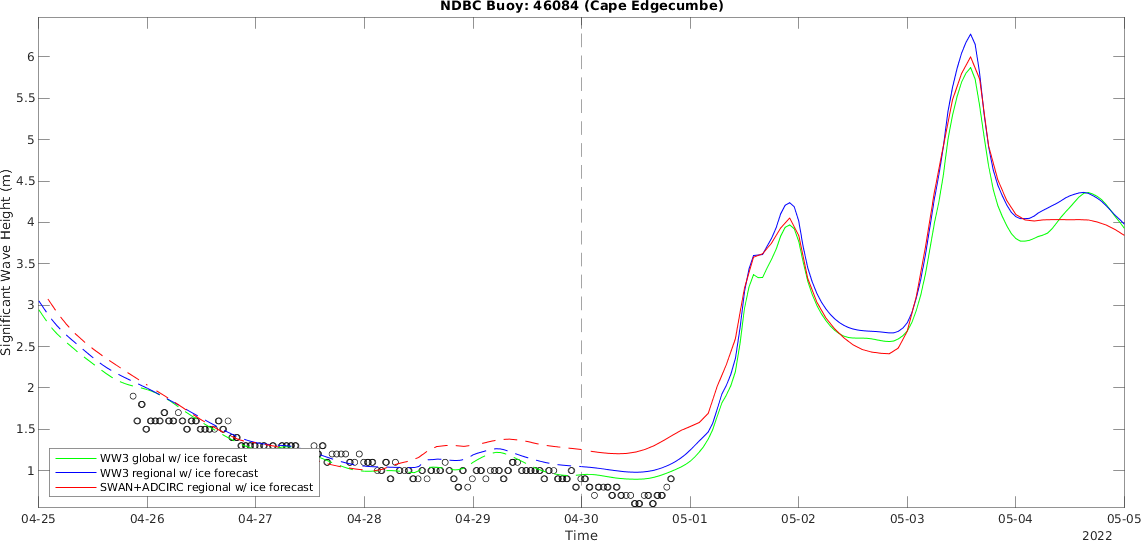 NDBC Buoy: 46084 (Cape Edgecumbe)
Significant Wave Height (m)
6
5.5
5
4.5
4
3.5
3
2.5
2
1.5
1
WW3 global w/ ice forecast
WW3 regional w/ ice forecast
SWAN+ADCIRC regional w/ ice forecast
04-25 04-26 04-27 04-28 04-29 04-30 05-01 05-02 05-03 05-04 05-05
Time
2022